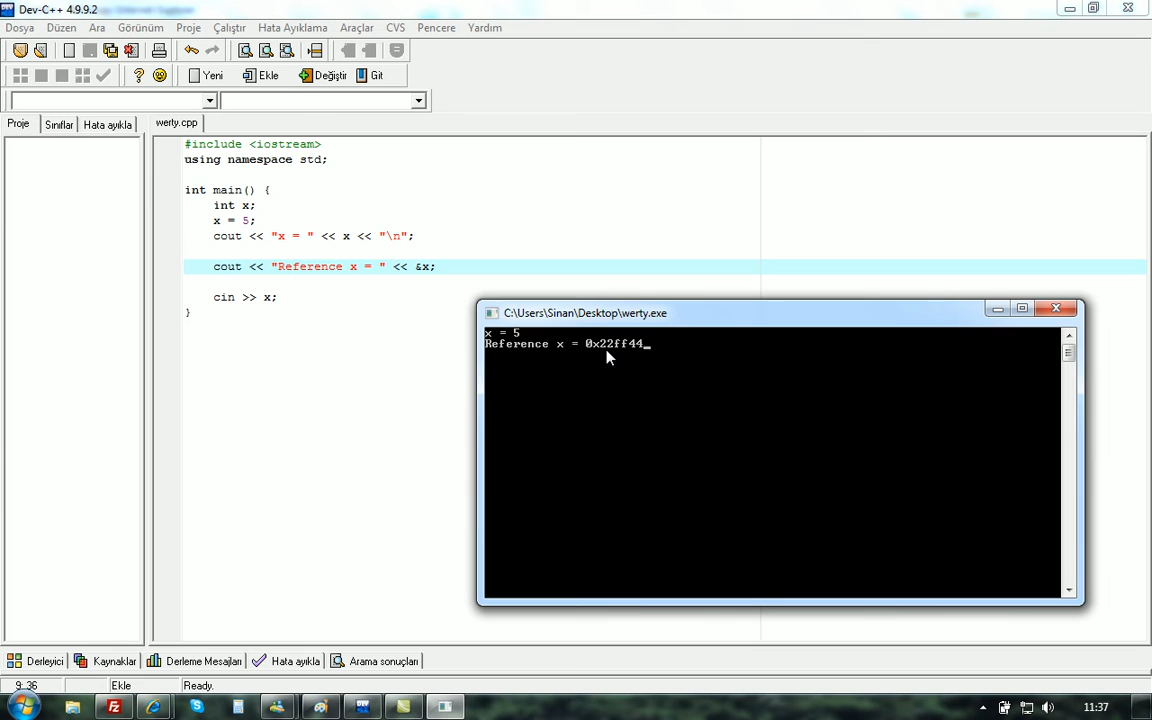 Dev-C++ 4.9.9.2
Dosya Düzen Ara Görünüm Proje Çalıştır Hata Ayıklama Araçlar CVS Pencere Yardım
Yeni Ekle Değiştir Git
Proje Sınıflar Hata ayıkla werty.cpp
#include <iostream>
using namespace std;
int main() {
int x;
x = 5;
cout << "x = " << x << "\n";
cout << "Reference x = " << &x;
cin >> x;
}
C:\Users\Sinan\Desktop\werty.exe
x = 5
Reference x = 0x22ff44_
Derleyici Kaynaklar Derleme Mesajları Hata ayıkla Arama sonuçları
9: 36 Ekle Ready.
11:37